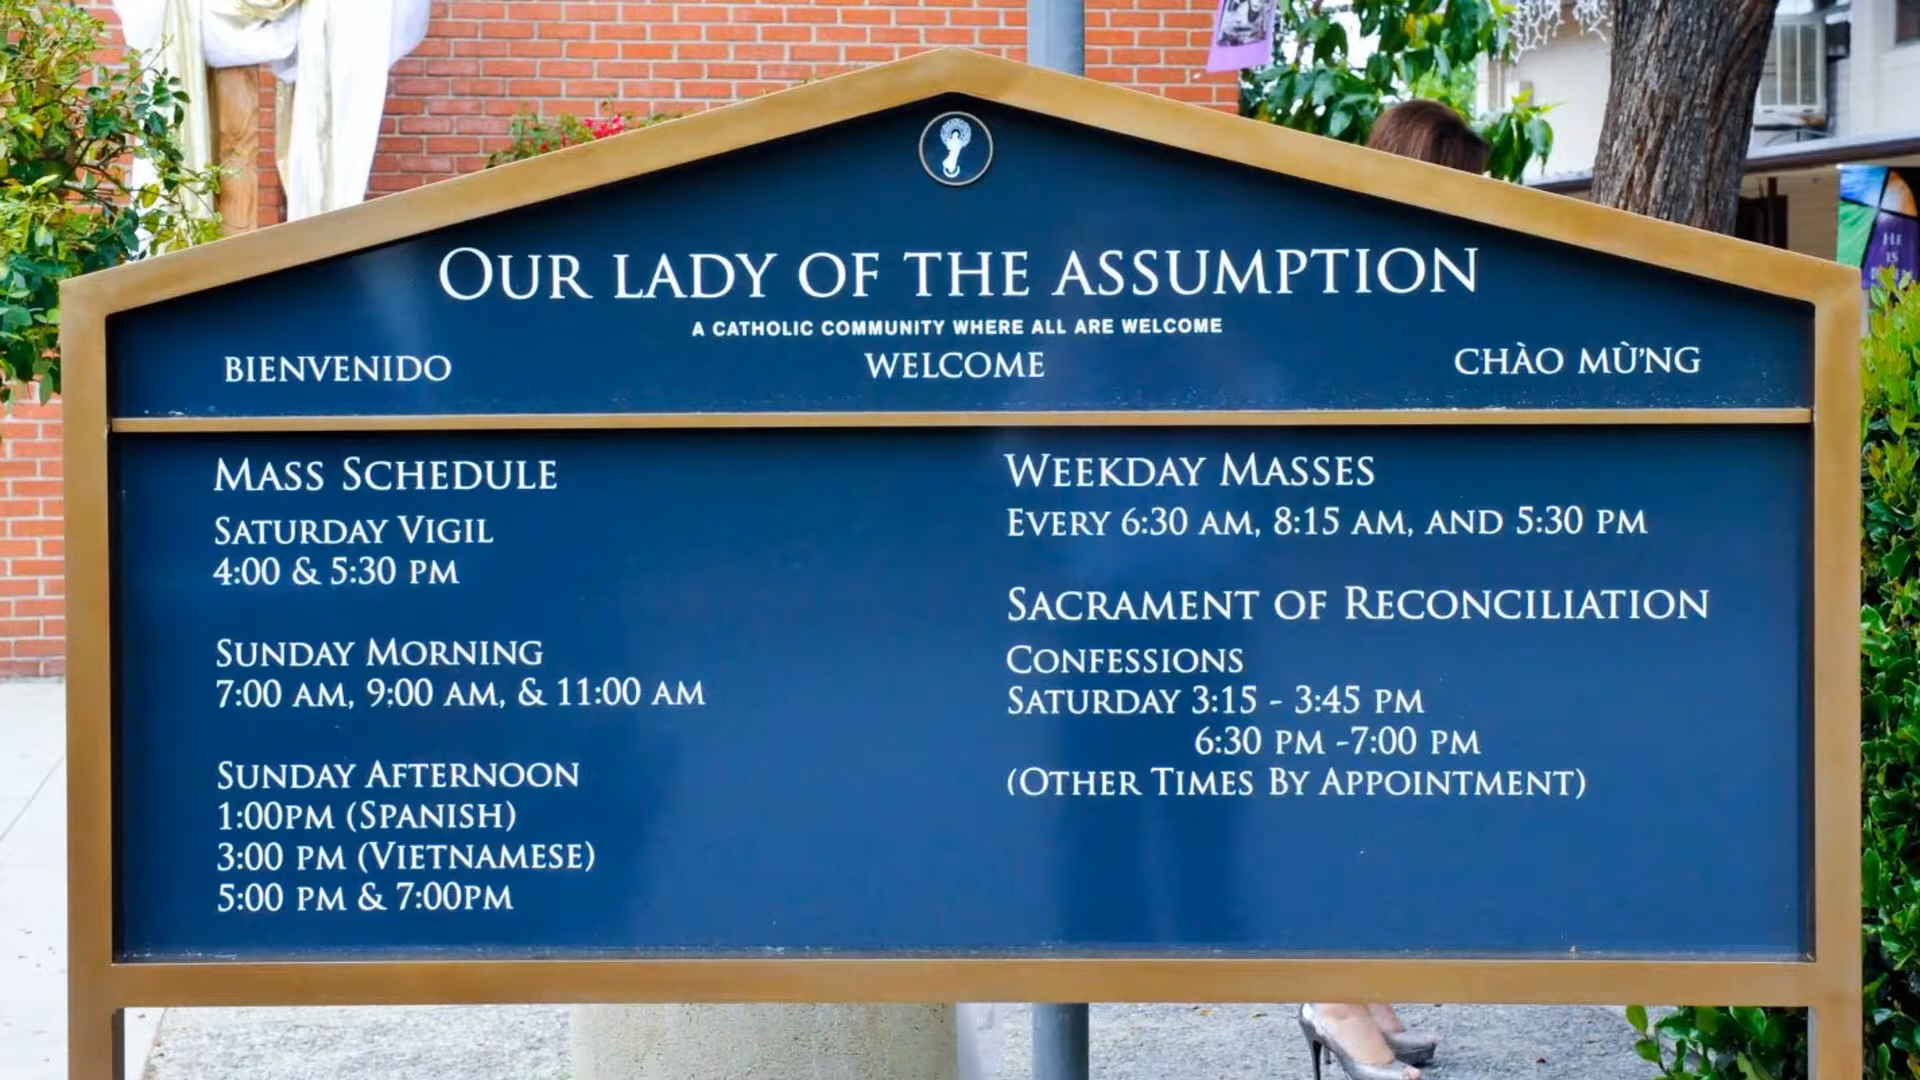 OUR LADY OF THE ASSUMPTION
A CATHOLIC COMMUNITY WHERE ALL ARE WELCOME
BIENVENIDO WELCOME CHÀO MỪNG
MASS SCHEDULE
SATURDAY VIGIL
4:00 & 5:30 PM
SUNDAY MORNING
7:00 AM, 9:00 AM, & 11:00 AM
SUNDAY AFTERNOON
1:00PM (SPANISH)
3:00 PM (VIETNAMESE)
5:00 PM & 7:00PM
WEEKDAY MASSES
EVERY 6:30 AM, 8:15 AM, AND 5:30 PM
SACRAMENT OF RECONCILIATION
CONFESSIONS
SATURDAY 3:15 - 3:45 PM
6:30 PM -7:00 PM
(OTHER TIMES BY APPOINTMENT)
HE
IS